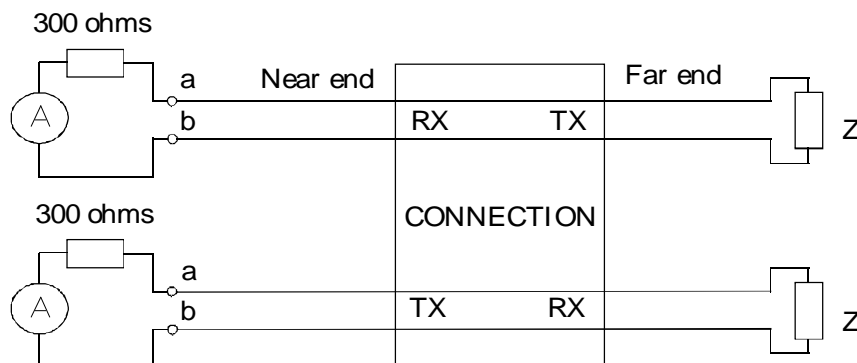 300 ohms
a Near end Far end
A b RX TX Z
CONNECTION
300 ohms
a
A b TX RX Z